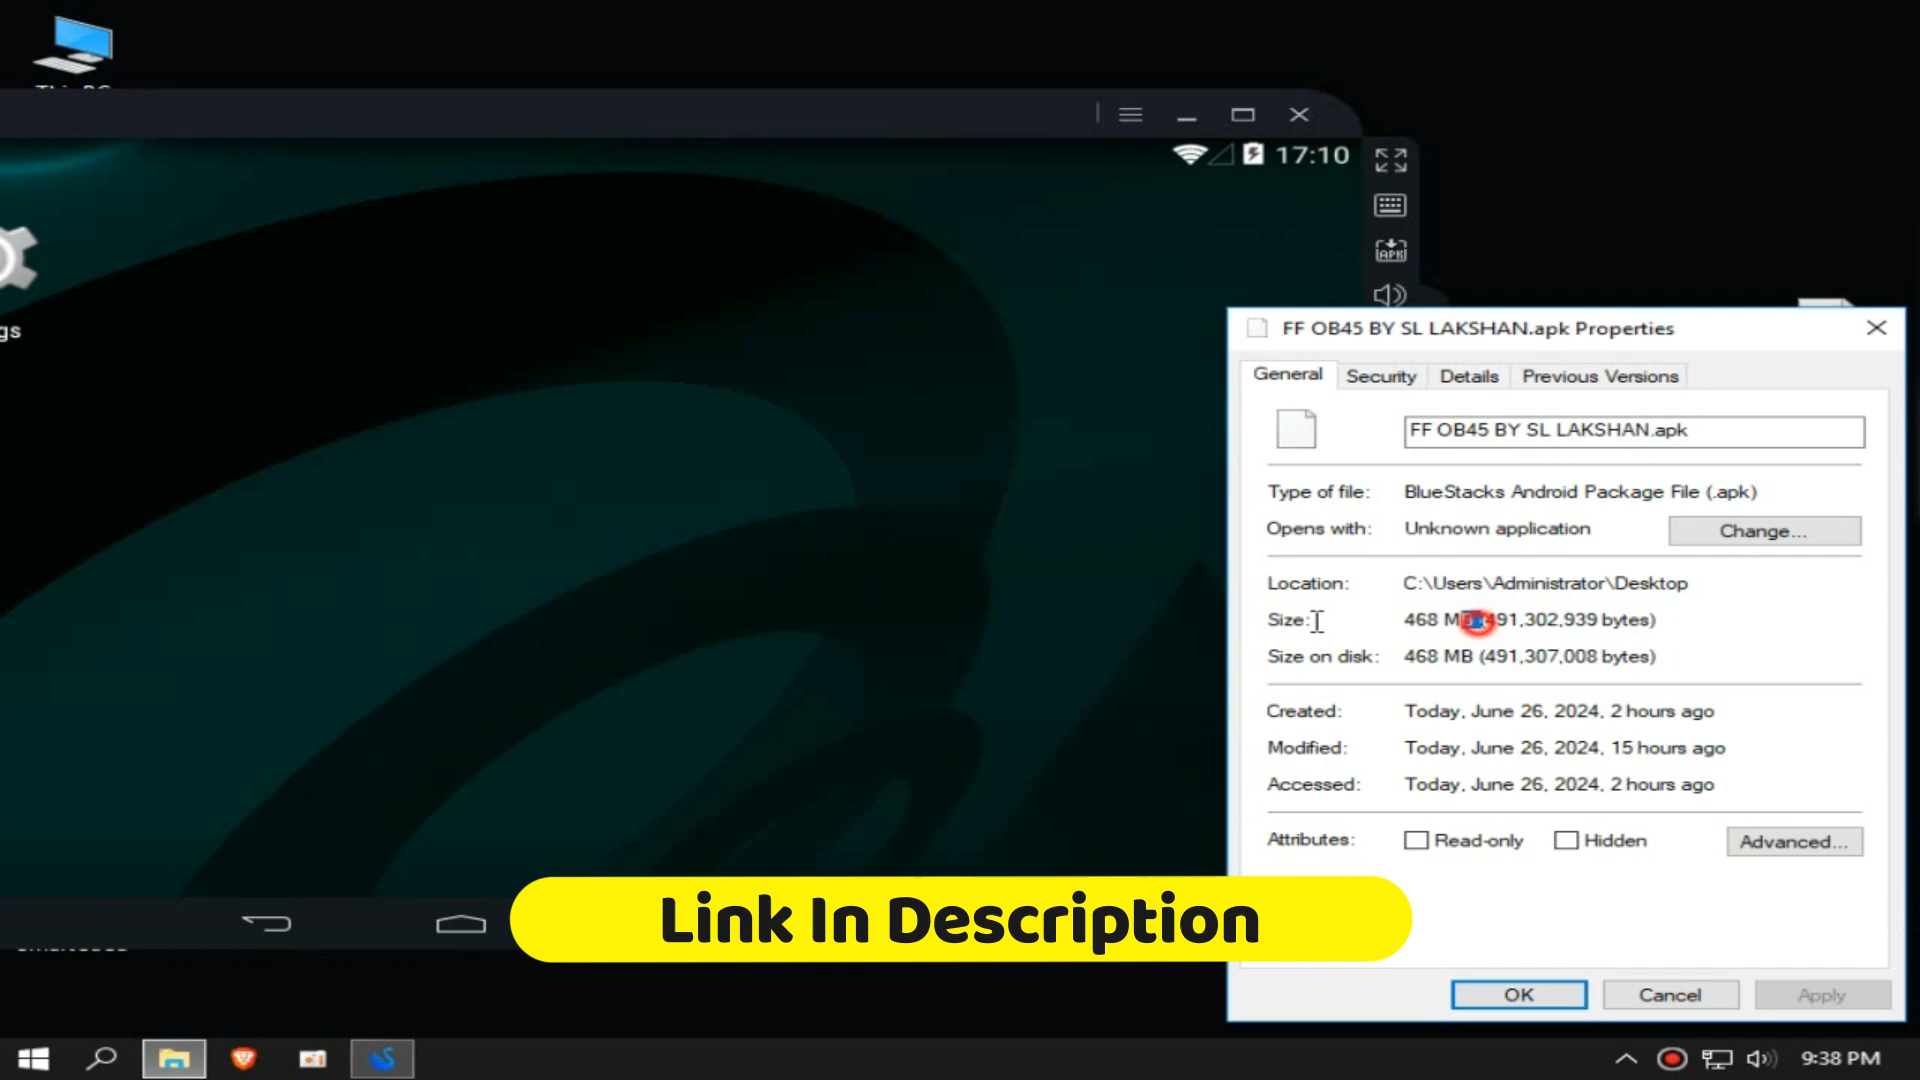 17:10
APK
gs
FF OB45 BY SL LAKSHAN.apk Properties
General Security Details Previous Versions
FF OB45 BY SL LAKSHAN.apk
Type of file: BlueStacks Android Package File (.apk)
Opens with: Unknown application Change...
Location: C:\Users\Administrator\Desktop
Size: 468 MB (491,302,939 bytes)
Size on disk: 468 MB (491,307,008 bytes)
Created: Today, June 26, 2024, 2 hours ago
Modified: Today, June 26, 2024, 15 hours ago
Accessed: Today, June 26, 2024, 2 hours ago
Attributes: Read-only Hidden Advanced...
Link In Description
OK Cancel Apply
9:38 PM